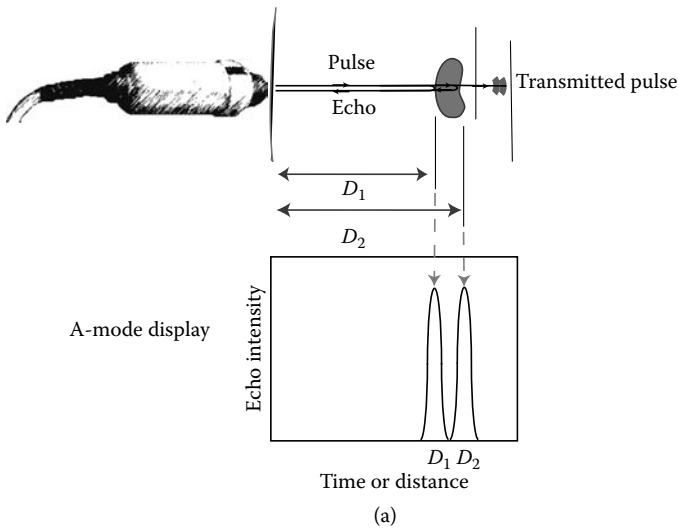 Pulse
Transmitted pulse
Echo
D1
D2
A-mode display
Echo intensity
D1 D2
Time or distance
(a)